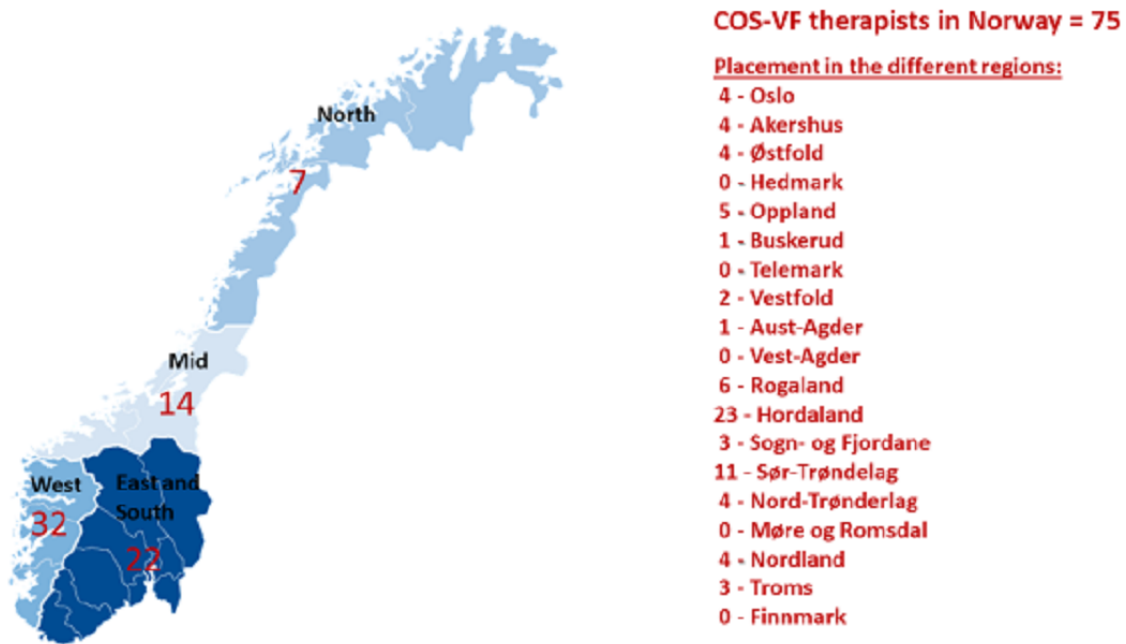 COS-VF therapists in Norway = 75
Placement in the different regions:
4 - Oslo
4 - Akershus
4 - Østfold
0 - Hedmark
5 - Oppland
1 - Buskerud
0 - Telemark
2 - Vestfold
1 - Aust-Agder
0 - Vest-Agder
6 - Rogaland
23 - Hordaland
3 - Sogn- og Fjordane
11 - Sør-Trøndelag
4 - Nord-Trønderlag
0 - Møre og Romsdal
4 - Nordland
3 - Troms
0 - Finnmark
North
7
Mid
14
West
32
East and
South
22